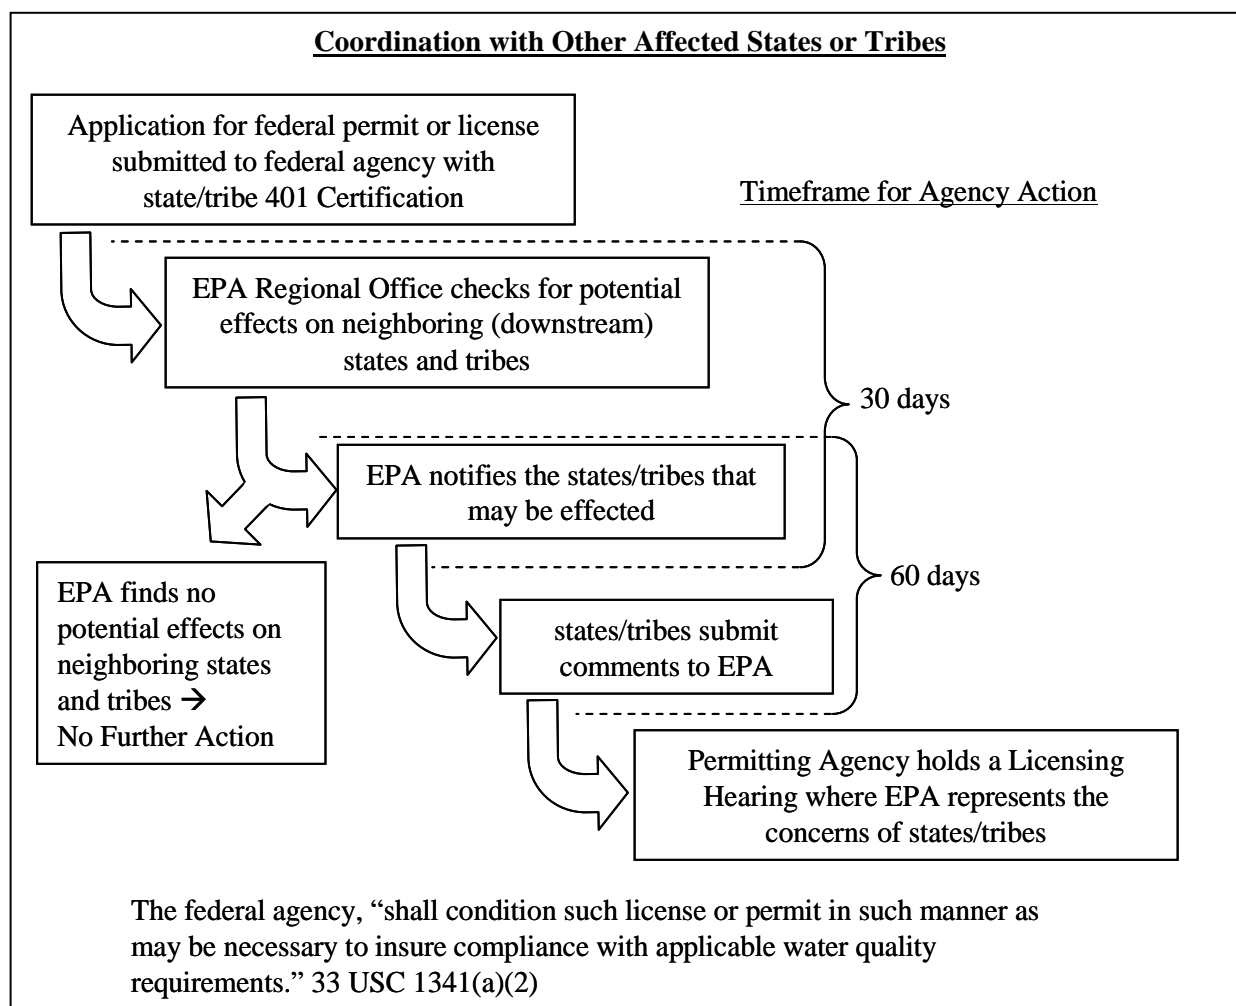 Coordination with Other Affected States or Tribes
Application for federal permit or license
submitted to federal agency with
state/tribe 401 Certification
Timeframe for Agency Action
EPA Regional Office checks for potential
effects on neighboring (downstream)
states and tribes
30 days
EPA notifies the states/tribes that
may be effected
60 days
EPA finds no
potential effects on
neighboring states
and tribes →
No Further Action
states/tribes submit
comments to EPA
Permitting Agency holds a Licensing
Hearing where EPA represents the
concerns of states/tribes
The federal agency, “shall condition such license or permit in such manner as
may be necessary to insure compliance with applicable water quality
requirements.” 33 USC 1341(a)(2)